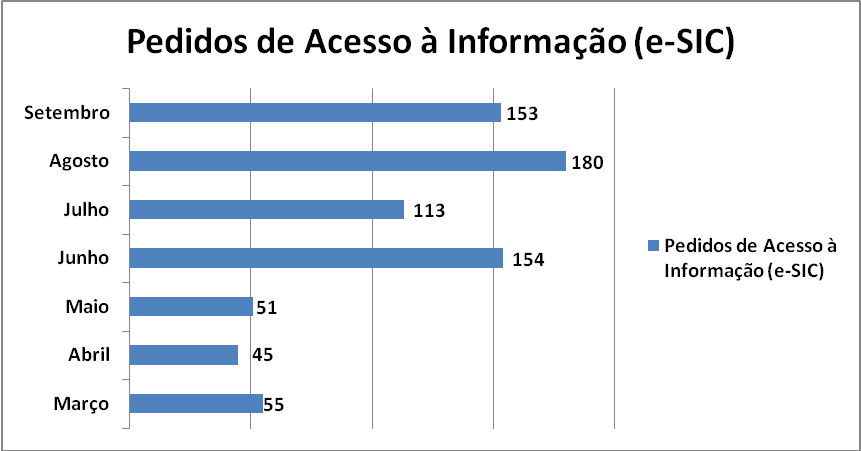 Pedidos de Acesso à Informação (e-SIC)
Setembro 153
Agosto 180
Julho 113
Junho 154
Maio 51
Abril 45
Março 55
Pedidos de Acesso à
Informação (e-SIC)